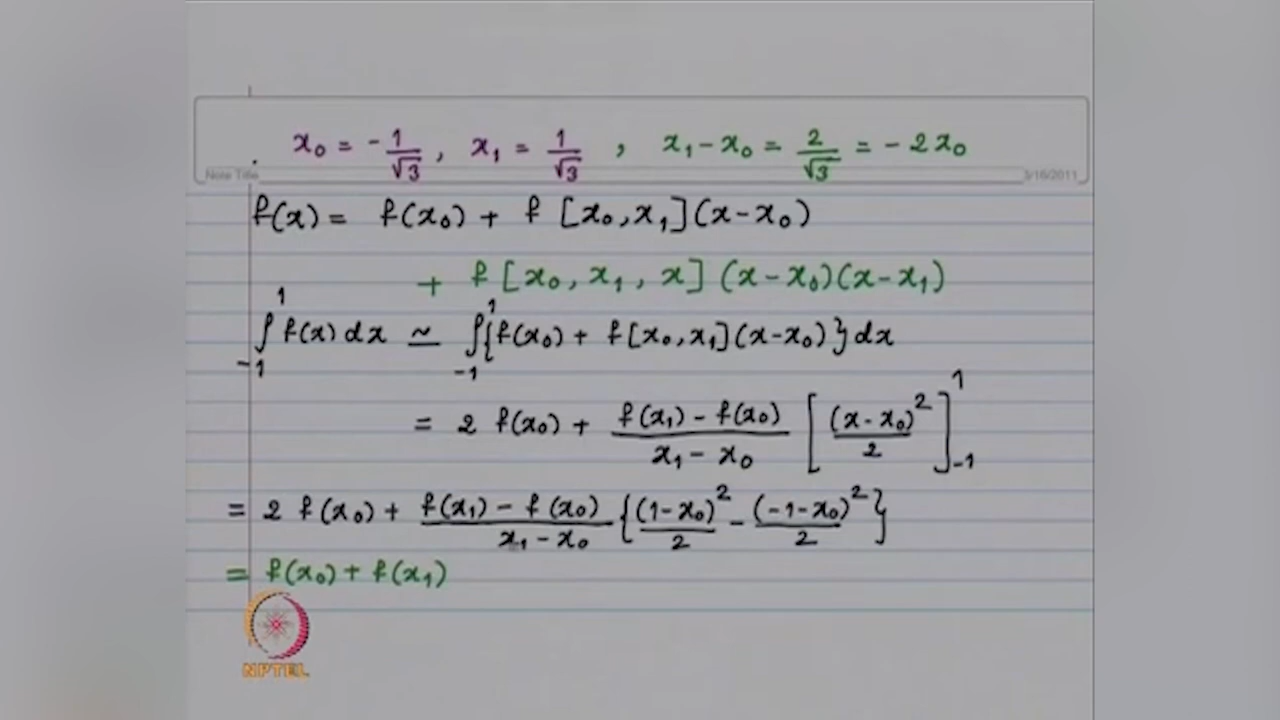 x₀ = -1/√3 , x₁ = 1/√3 , x₁ - x₀ = 2/√3 = -2x₀
Note Title 3/16/2011
f(x) = f(x₀) + f [x₀, x₁](x - x₀)
+ f [x₀, x₁, x] (x - x₀)(x - x₁)
∫₋₁¹ f(x) dx ≃ ∫₋₁¹ {f(x₀) + f[x₀, x₁](x - x₀)} dx
= 2 f(x₀) + (f(x₁) - f(x₀))/(x₁ - x₀) [(x - x₀)²/2]₋₁¹
= 2 f(x₀) + (f(x₁) - f(x₀))/(x₁ - x₀) {(1 - x₀)²/2 - (-1 - x₀)²/2}
= f(x₀) + f(x₁)
NPTEL